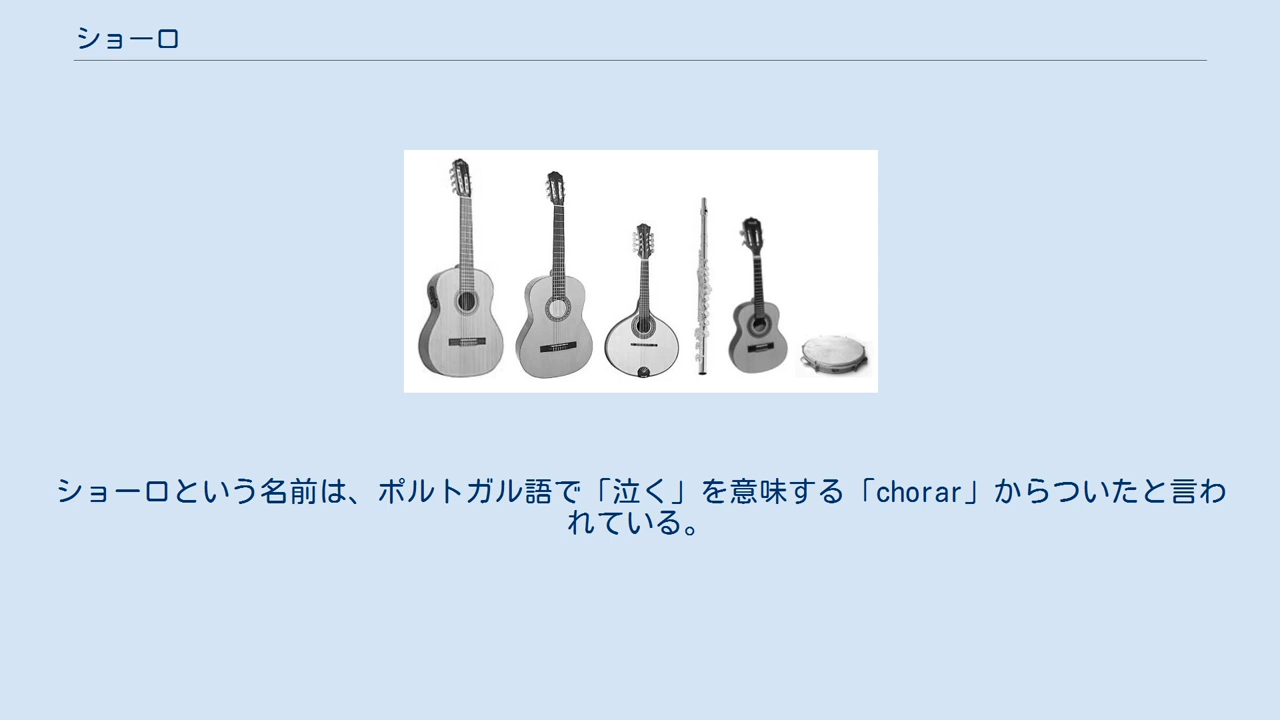 ショーロ
ショーロという名前は、ポルトガル語で「泣く」を意味する「chorar」からついたと言わ
れている。